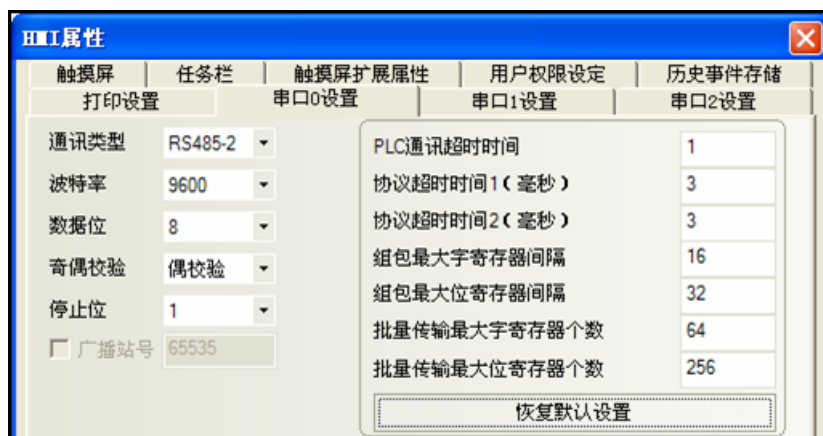 HMI属性
触摸屏 任务栏 触摸屏扩展属性 用户权限设定 历史事件存储
打印设置 串口0设置 串口1设置 串口2设置
通讯类型 RS485-2
波特率 9600
数据位 8
奇偶校验 偶校验
停止位 1
广播站号 65535
PLC通讯超时时间 1
协议超时时间1(毫秒) 3
协议超时时间2(毫秒) 3
组包最大字寄存器间隔 16
组包最大位寄存器间隔 32
批量传输最大字寄存器个数 64
批量传输最大位寄存器个数 256
恢复默认设置